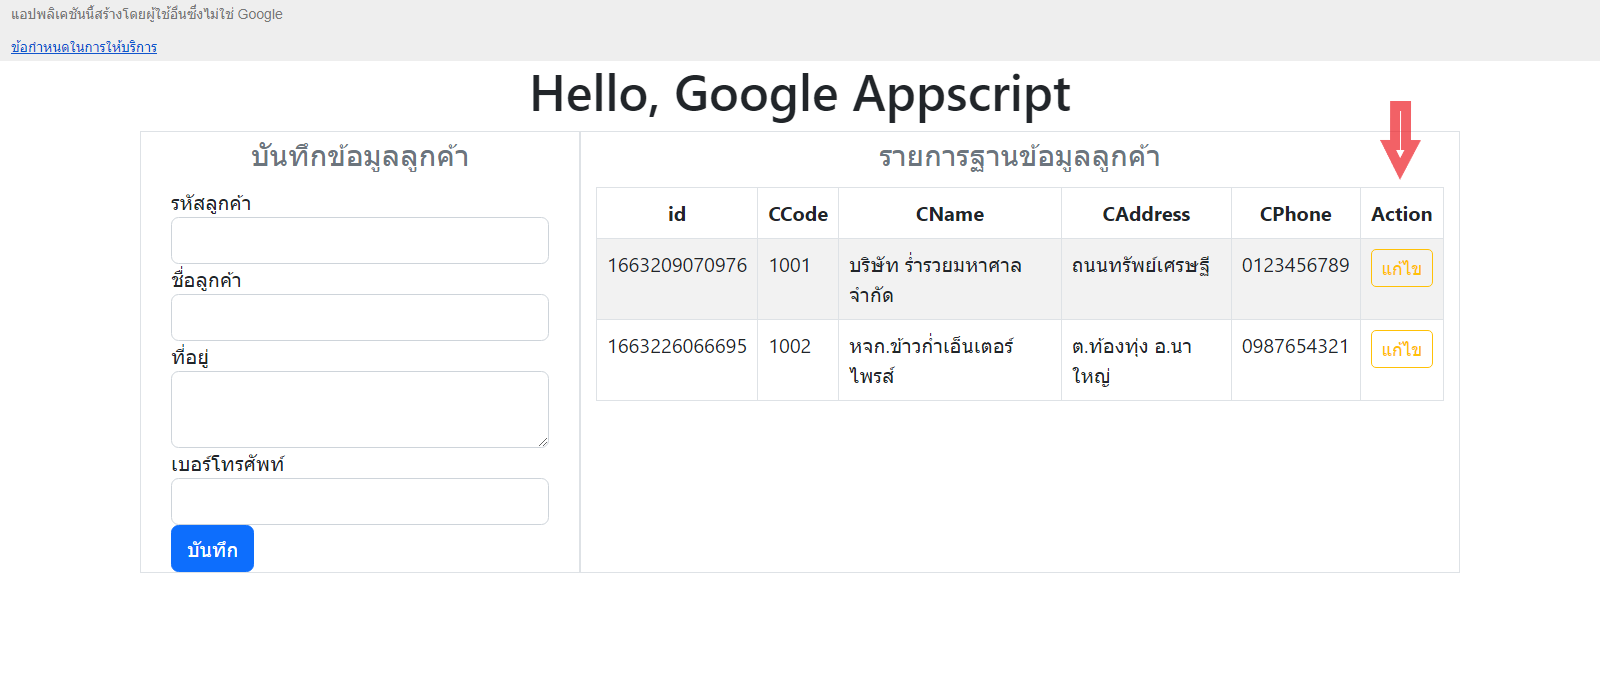 แอปพลิเคชันนี้สร้างโดยผู้ใช้อื่นซึ่งไม่ใช่ Google
ข้อกำหนดในการให้บริการ
Hello, Google Appscript
บันทึกข้อมูลลูกค้า
รหัสลูกค้า
ชื่อลูกค้า
ที่อยู่
เบอร์โทรศัพท์
บันทึก
รายการฐานข้อมูลลูกค้า
id CCode CName CAddress CPhone Action
1663209070976 1001 บริษัท ร่ำรวยมหาศาล ถนนทรัพย์เศรษฐี 0123456789 แก้ไข
จำกัด
1663226066695 1002 หจก.ข้าวก่ำเอ็นเตอร์ ต.ท้องทุ่ง อ.นา 0987654321 แก้ไข
ไพรส์ ใหญ่